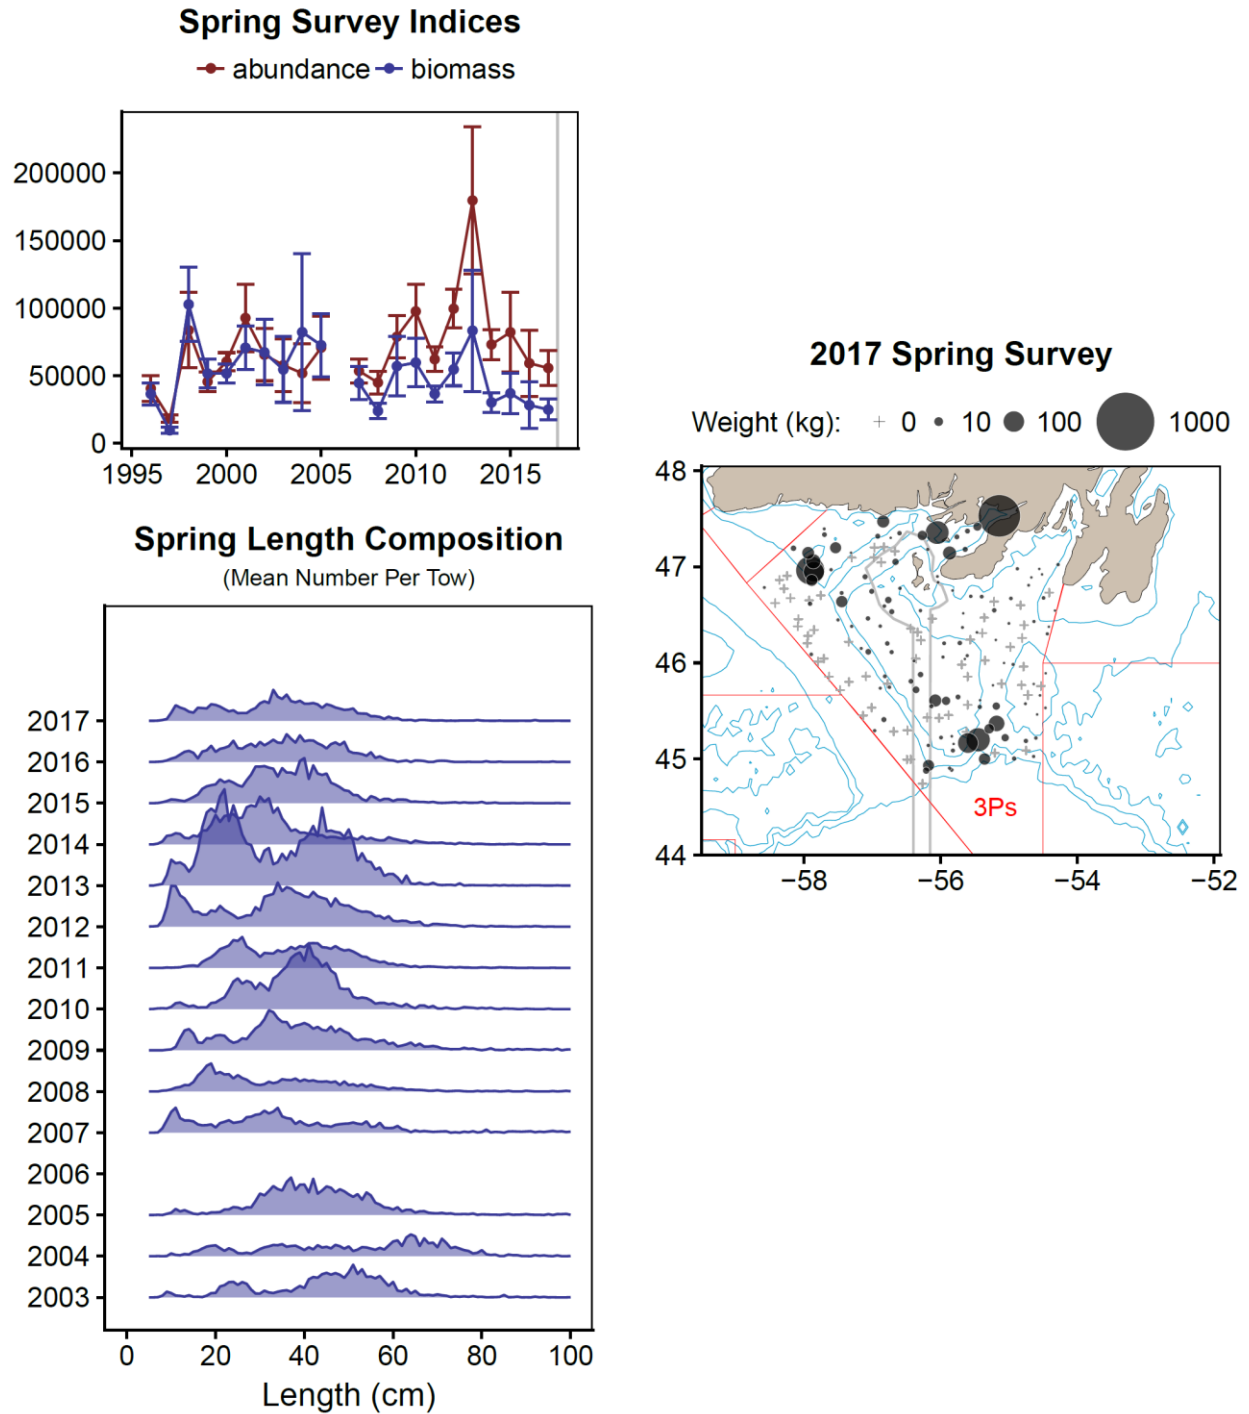 Spring Survey Indices
abundance biomass
200000
150000
100000
50000
0
1995 2000 2005 2010 2015
Spring Length Composition
(Mean Number Per Tow)
2017
2016
2015
2014
2013
2012
2011
2010
2009
2008
2007
2006
2005
2004
2003
0 20 40 60 80 100
Length (cm)
2017 Spring Survey
Weight (kg): 0 10 100 1000
48
47
46
45
44
3Ps
−58 −56 −54 −52